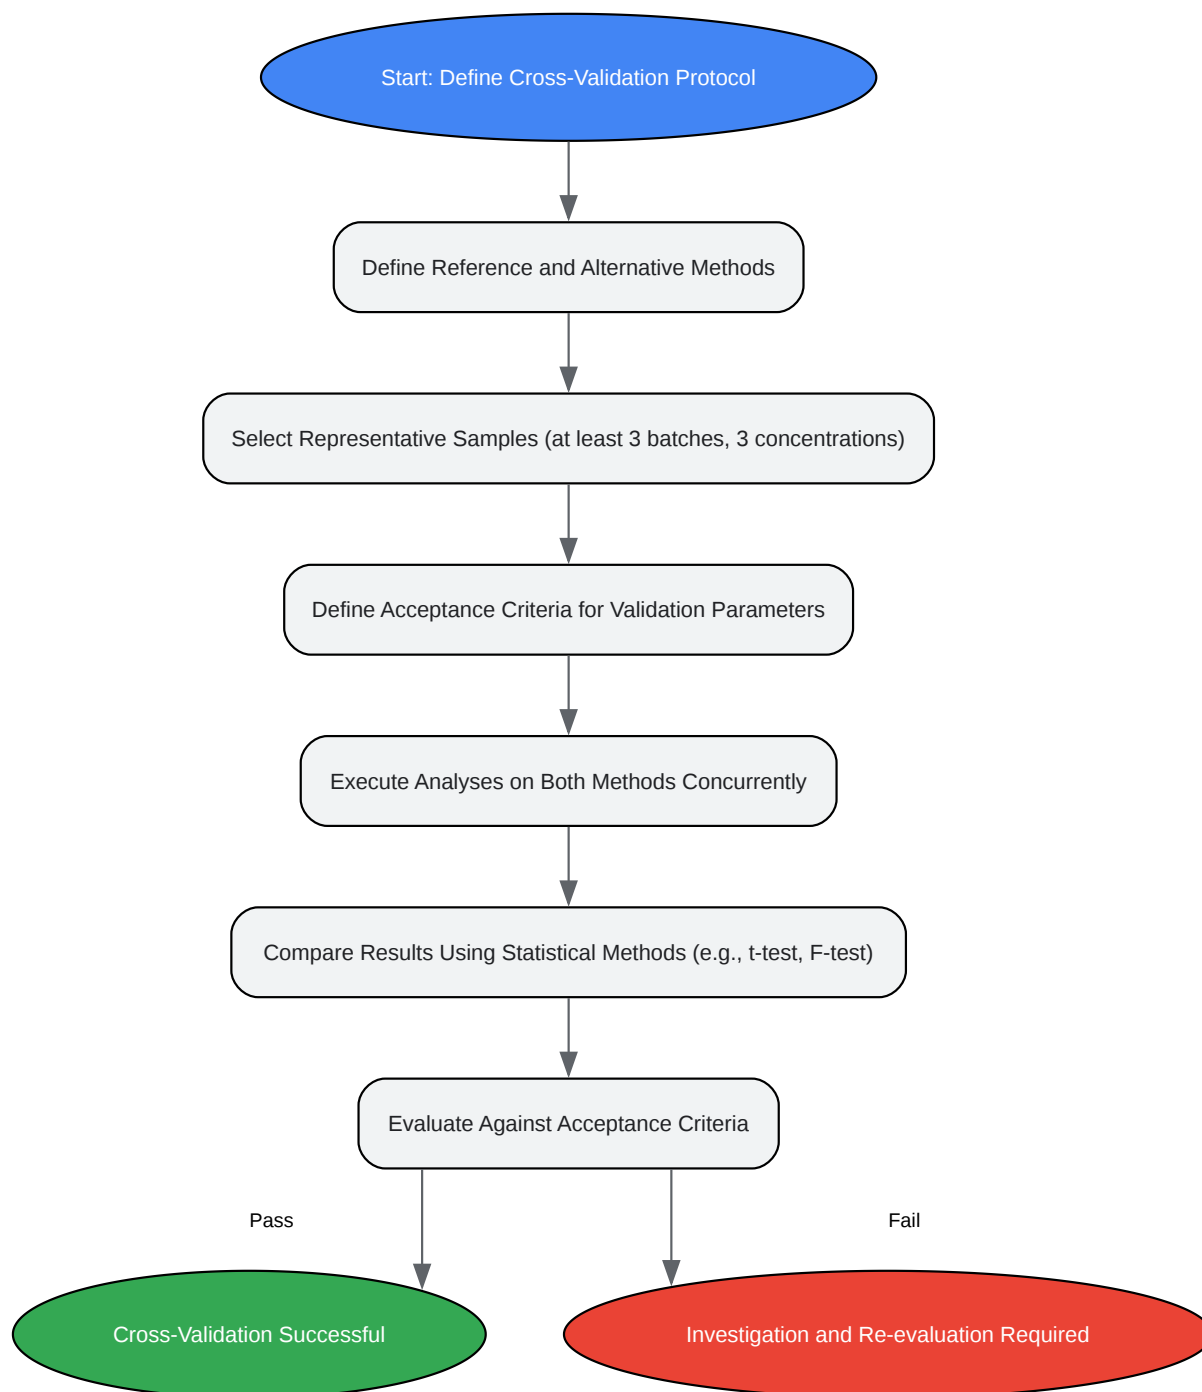 Start: Define Cross-Validation Protocol
Define Reference and Alternative Methods
Select Representative Samples (at least 3 batches, 3 concentrations)
Define Acceptance Criteria for Validation Parameters
Execute Analyses on Both Methods Concurrently
Compare Results Using Statistical Methods (e.g., t-test, F-test)
Evaluate Against Acceptance Criteria
Pass
Fail
Cross-Validation Successful
Investigation and Re-evaluation Required